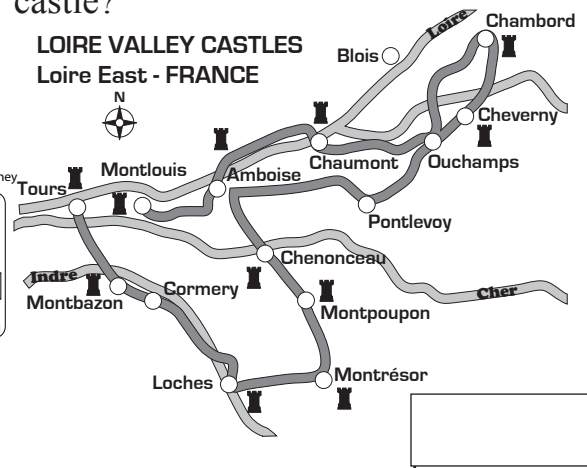 castle?
LOIRE VALLEY CASTLES
Loire East - FRANCE
N
Loire
Chambord
Blois
Cheverny
ney
Tours
Montlouis
Amboise
Chaumont
Ouchamps
Pontlevoy
Chenonceau
Indre
Cormery
Montbazon
Cher
Montpoupon
Loches
Montrésor